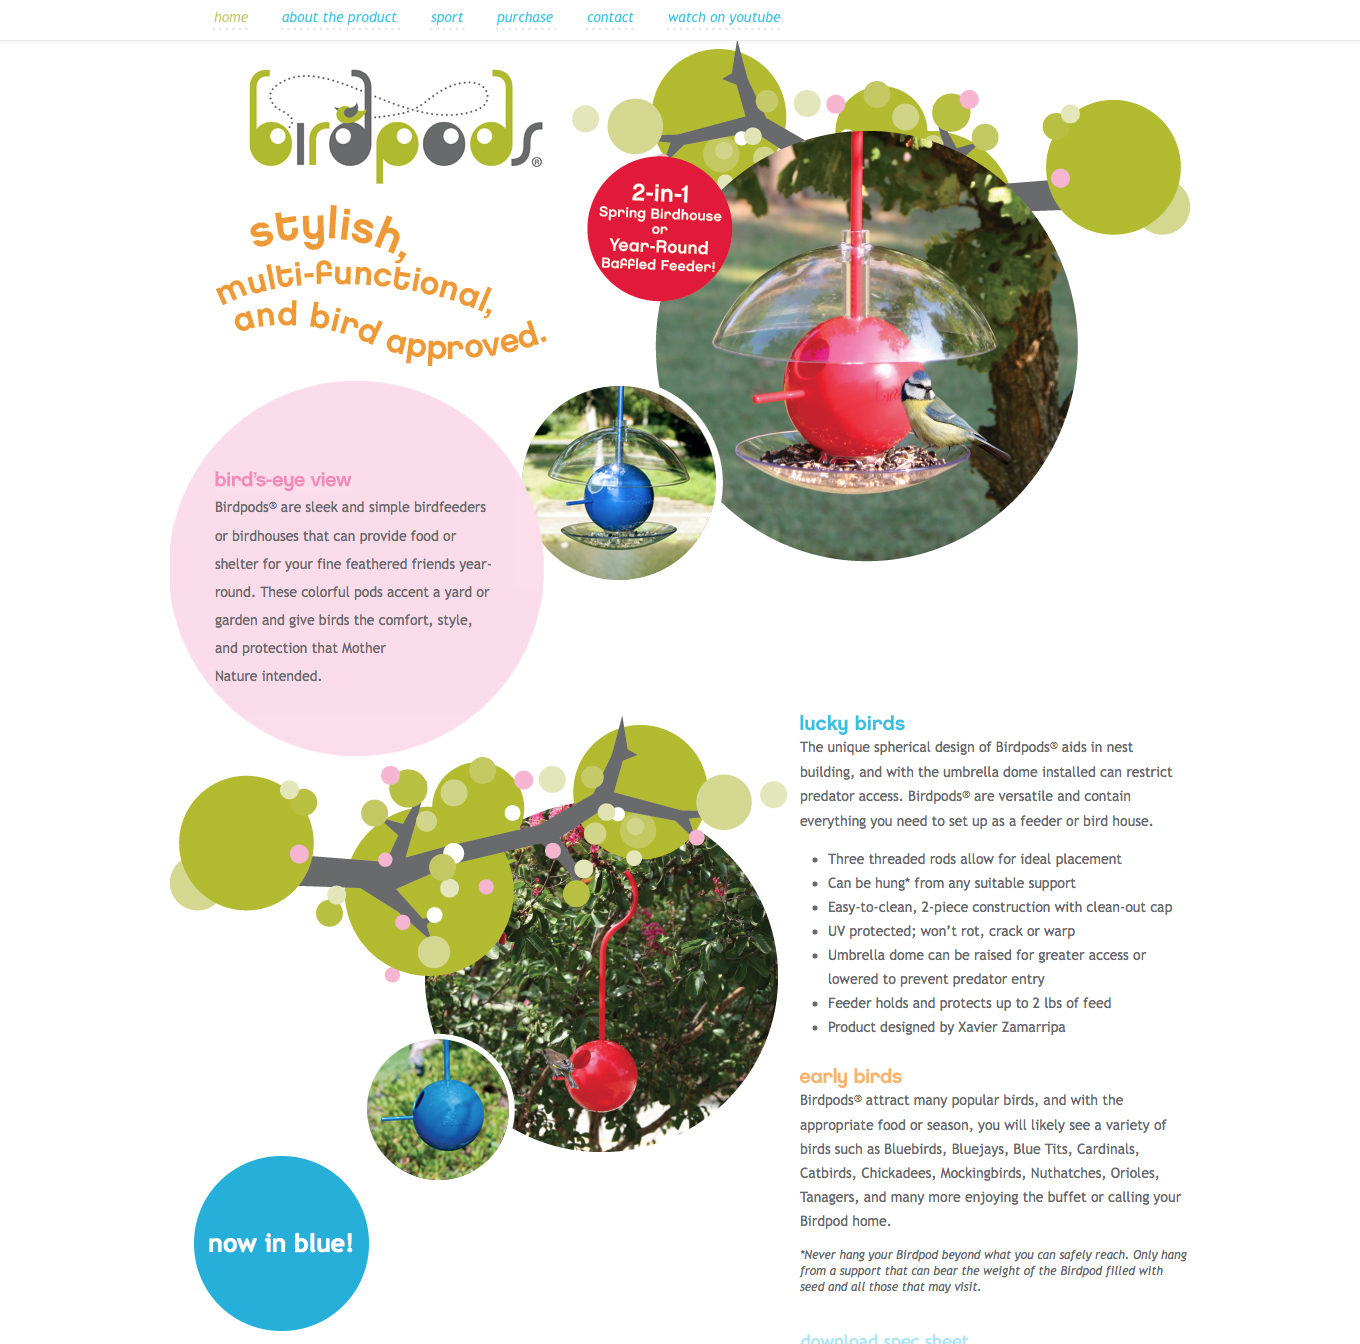 home about the product sport purchase contact watch on youtube
birdpods®
stylish,
multi-functional,
and bird approved.
2-in-1
Spring Birdhouse
or
Year-Round
Baffled Feeder!
bird's-eye view
Birdpods® are sleek and simple birdfeeders
or birdhouses that can provide food or
shelter for your fine feathered friends year-
round. These colorful pods accent a yard or
garden and give birds the comfort, style,
and protection that Mother
Nature intended.
lucky birds
The unique spherical design of Birdpods® aids in nest
building, and with the umbrella dome installed can restrict
predator access. Birdpods® are versatile and contain
everything you need to set up as a feeder or bird house.
• Three threaded rods allow for ideal placement
• Can be hung* from any suitable support
• Easy-to-clean, 2-piece construction with clean-out cap
• UV protected; won't rot, crack or warp
• Umbrella dome can be raised for greater access or
lowered to prevent predator entry
• Feeder holds and protects up to 2 lbs of feed
• Product designed by Xavier Zamarripa
early birds
Birdpods® attract many popular birds, and with the
appropriate food or season, you will likely see a variety of
birds such as Bluebirds, Bluejays, Blue Tits, Cardinals,
Catbirds, Chickadees, Mockingbirds, Nuthatches, Orioles,
Tanagers, and many more enjoying the buffet or calling your
Birdpod home.
*Never hang your Birdpod beyond what you can safely reach. Only hang
from a support that can bear the weight of the Birdpod filled with
seed and all those that may visit.
now in blue!
download spec sheet